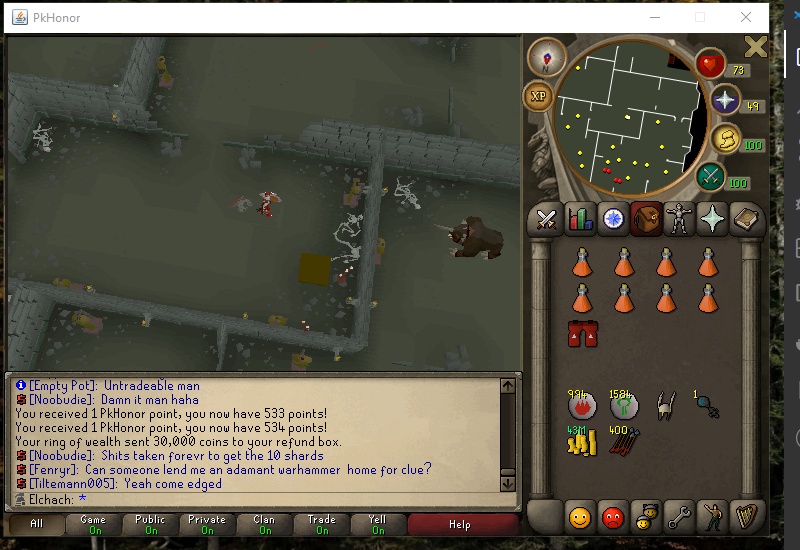 PkHonor
XP
73
49
100
100
994
1584
1
43M
400
[Empty Pot]: Untradeable man
[Noobudie]: Damn it man haha
You received 1 PkHonor point, you now have 533 points!
You received 1 PkHonor point, you now have 534 points!
Your ring of wealth sent 30,000 coins to your refund box.
[Noobudie]: Shits taken forevr to get the 10 shards
[Fenryr]: Can someone lend me an adamant warhammer home for clue?
[Tiltemann005]: Yeah come edged
Elchach: *
All Game On Public On Private On Clan On Trade On Yell On Help